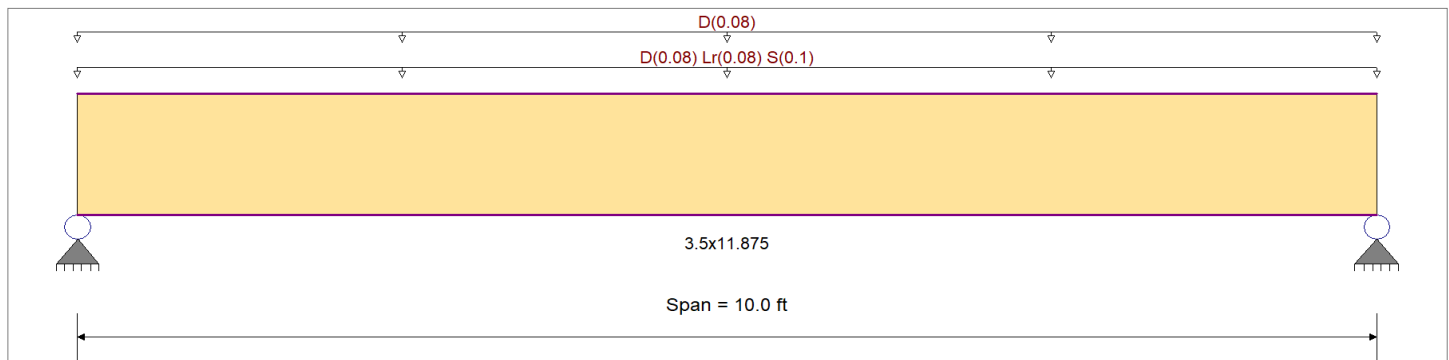 D(0.08)
D(0.08) Lr(0.08) S(0.1)
3.5x11.875
Span = 10.0 ft